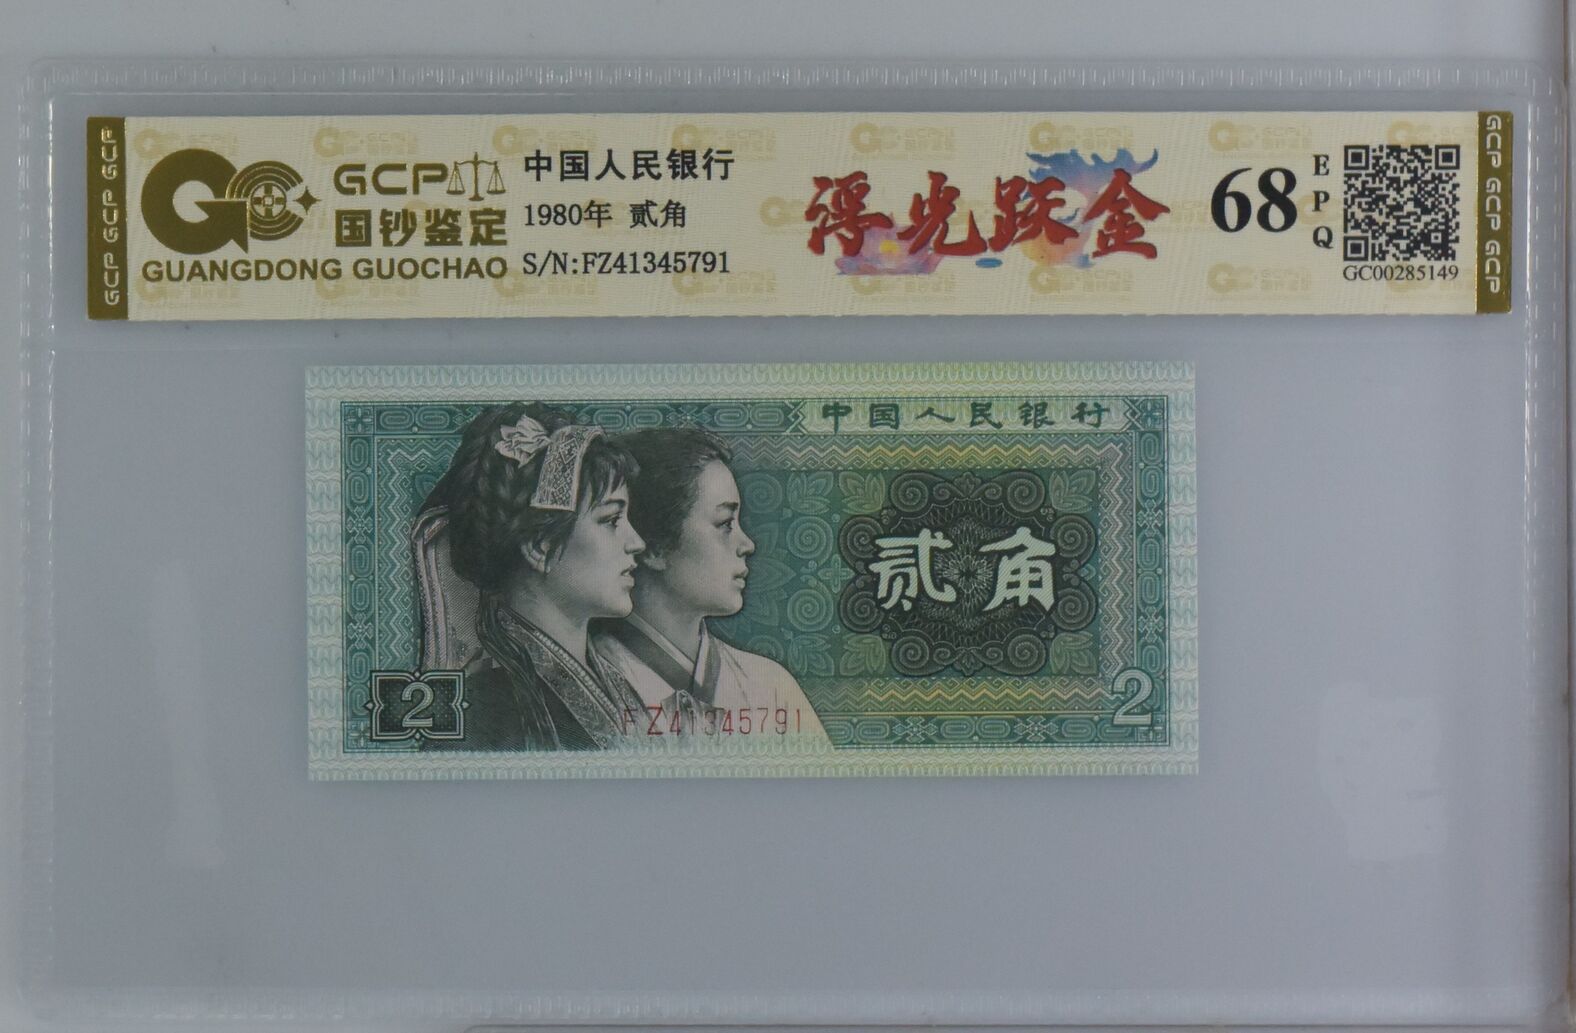 GCP GCP GCP
GCP
国钞鉴定
GUANGDONG GUOCHAO
中国人民银行
1980年 贰角
S/N:FZ41345791
浮光跃金
68
EPQ
GC00285149
GCP GCP GCP
中国人民银行
贰角
2
2
FZ41345791